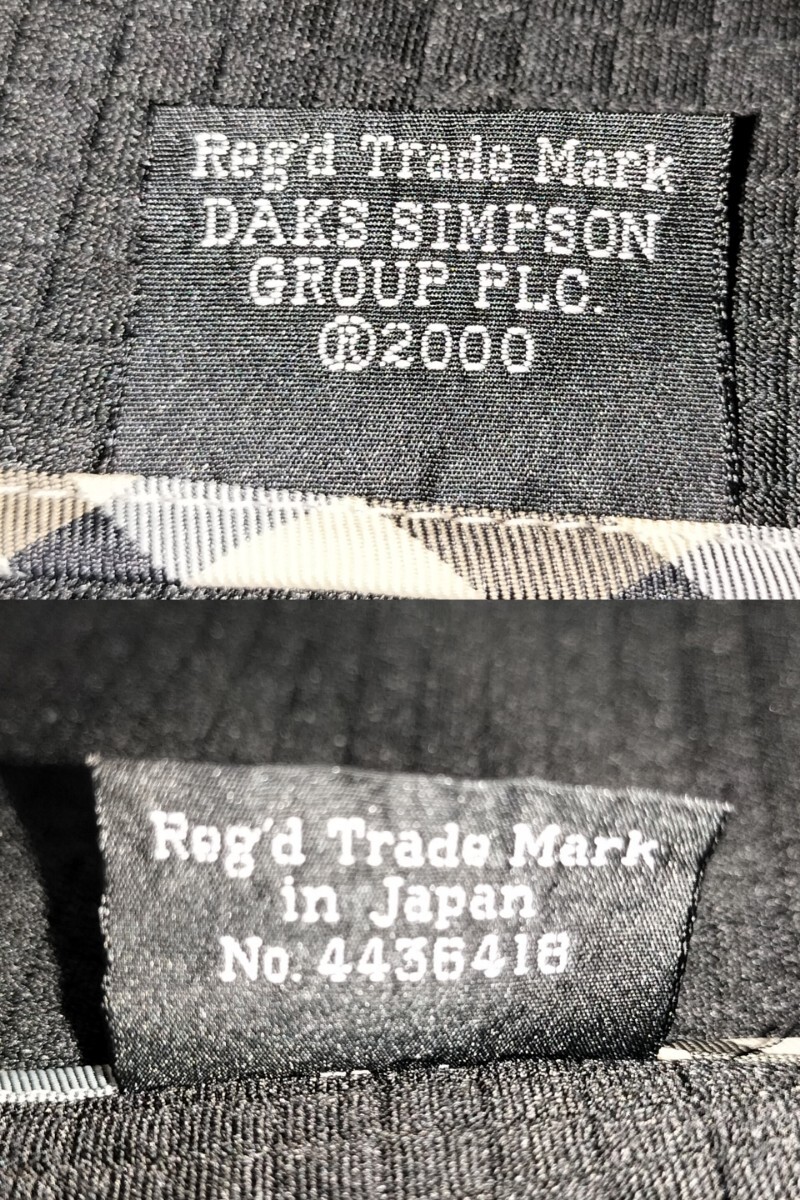 Reg'd Trade Mark
DAKS SIMPSON
GROUP PLC.
®2000
Reg'd Trade Mark
in Japan
No. 4436418